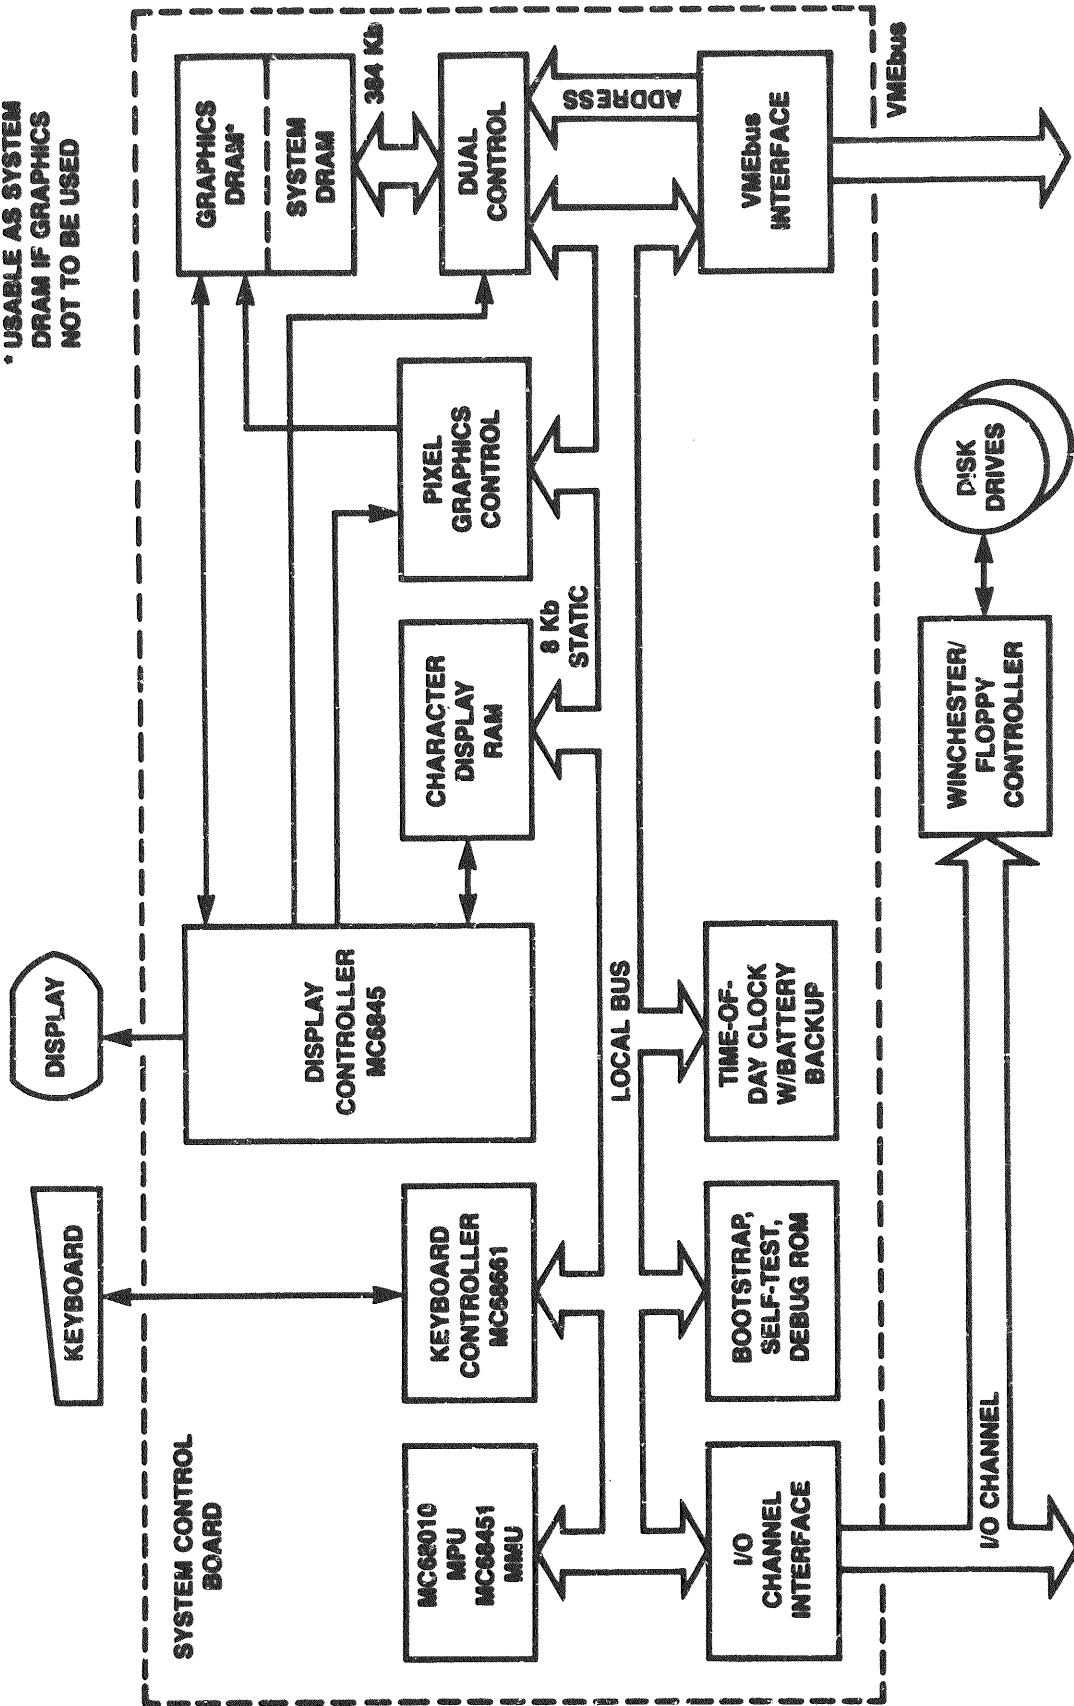 * USABLE AS SYSTEM
DRAM IF GRAPHICS
NOT TO BE USED
KEYBOARD
DISPLAY
SYSTEM CONTROL
BOARD
DISPLAY
CONTROLLER
MC6845
GRAPHICS
DRAM*
SYSTEM
DRAM
384 Kb
MC68010
MPU
MC68451
MMU
KEYBOARD
CONTROLLER
MC68661
CHARACTER
DISPLAY
RAM
8 Kb
STATIC
PIXEL
GRAPHICS
CONTROL
DUAL
CONTROL
LOCAL BUS
ADDRESS
I/O
CHANNEL
INTERFACE
BOOTSTRAP,
SELF-TEST,
DEBUG ROM
TIME-OF-
DAY CLOCK
W/BATTERY
BACKUP
VMEbus
INTERFACE
VMEbus
I/O CHANNEL
WINCHESTER/
FLOPPY
CONTROLLER
DISK
DRIVES